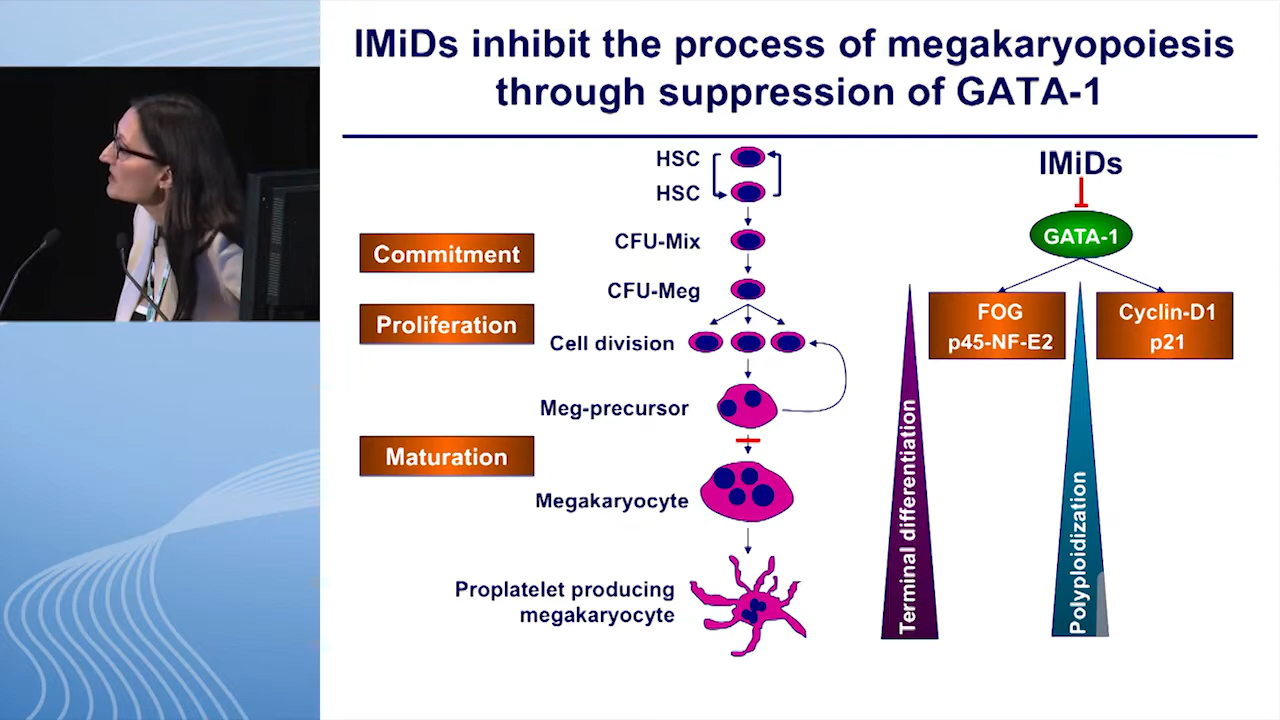 IMiDs inhibit the process of megakaryopoiesis
through suppression of GATA-1
HSC
HSC
CFU-Mix
Commitment
CFU-Meg
Proliferation
Cell division
Meg-precursor
Maturation
Megakaryocyte
Proplatelet producing
megakaryocyte
IMiDs
GATA-1
FOG
p45-NF-E2
Cyclin-D1
p21
Terminal differentiation
Polyploidization